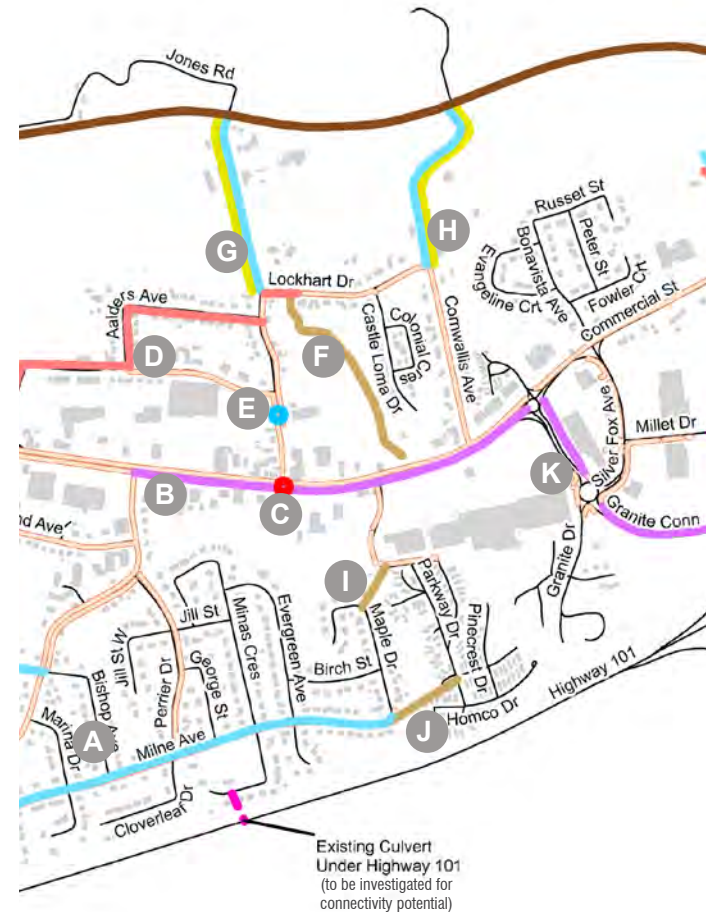 Jones Rd
H
G
Russet St
Bonavista Ave
Peter St
Evangeline Crt
Fowler Crt
Lockhart Dr
Aalders Ave
Commercial St
Colonial Cres
Castle Loma Dr
Cornwallis Ave
F
D
E
Silver Fox Ave
Millet Dr
B
C
K
Granite Conn
nd Ave
Granite Dr
I
Parkway Dr
Jill St
Minas Cres
Evergreen Ave
Maple Dr
Pinecrest Dr
Jill St M
George St
Birch St
Highway 101
Bishop Ave
Perrier Dr
J
Homco Dr
Marina Dr
A
Milne Ave
Cloverleaf Dr
Existing Culvert
Under Highway 101
(to be investigated for
connectivity potential)